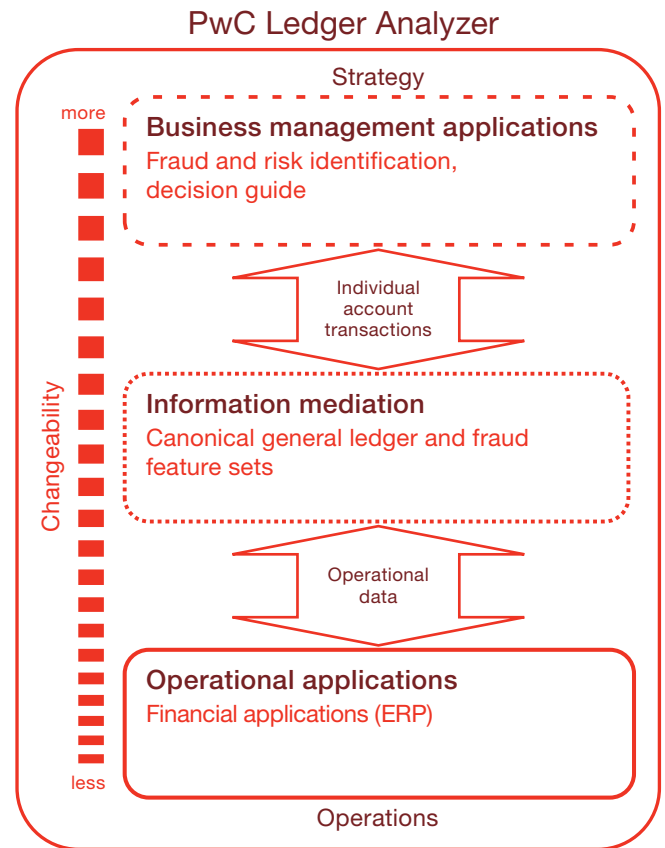 PwC Ledger Analyzer
Strategy
more
Business management applications
Fraud and risk identification,
decision guide
Individual
account
transactions
Changeability
Information mediation
Canonical general ledger and fraud
feature sets
Operational
data
Operational applications
Financial applications (ERP)
less
Operations